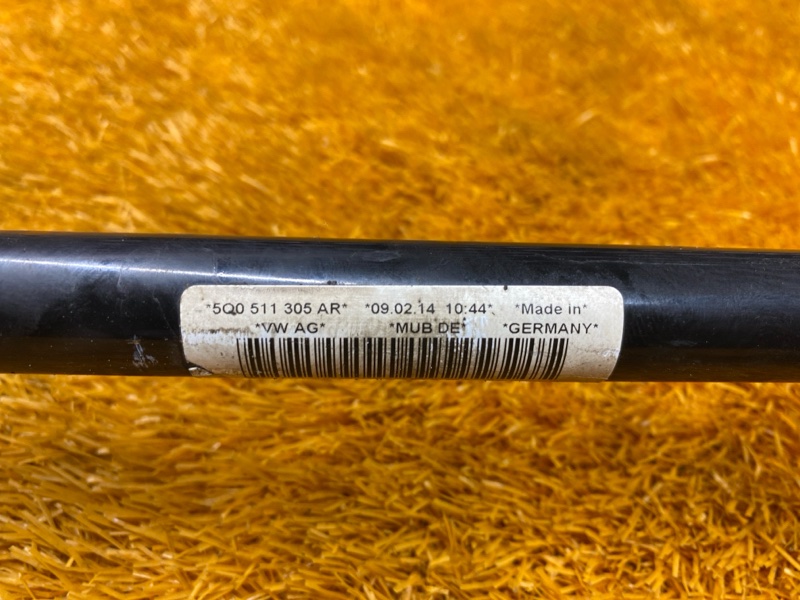 *5Q0 511 305 AR* *09.02.14 10:44* *Made in*
*VW AG* *MUB DE* *GERMANY*